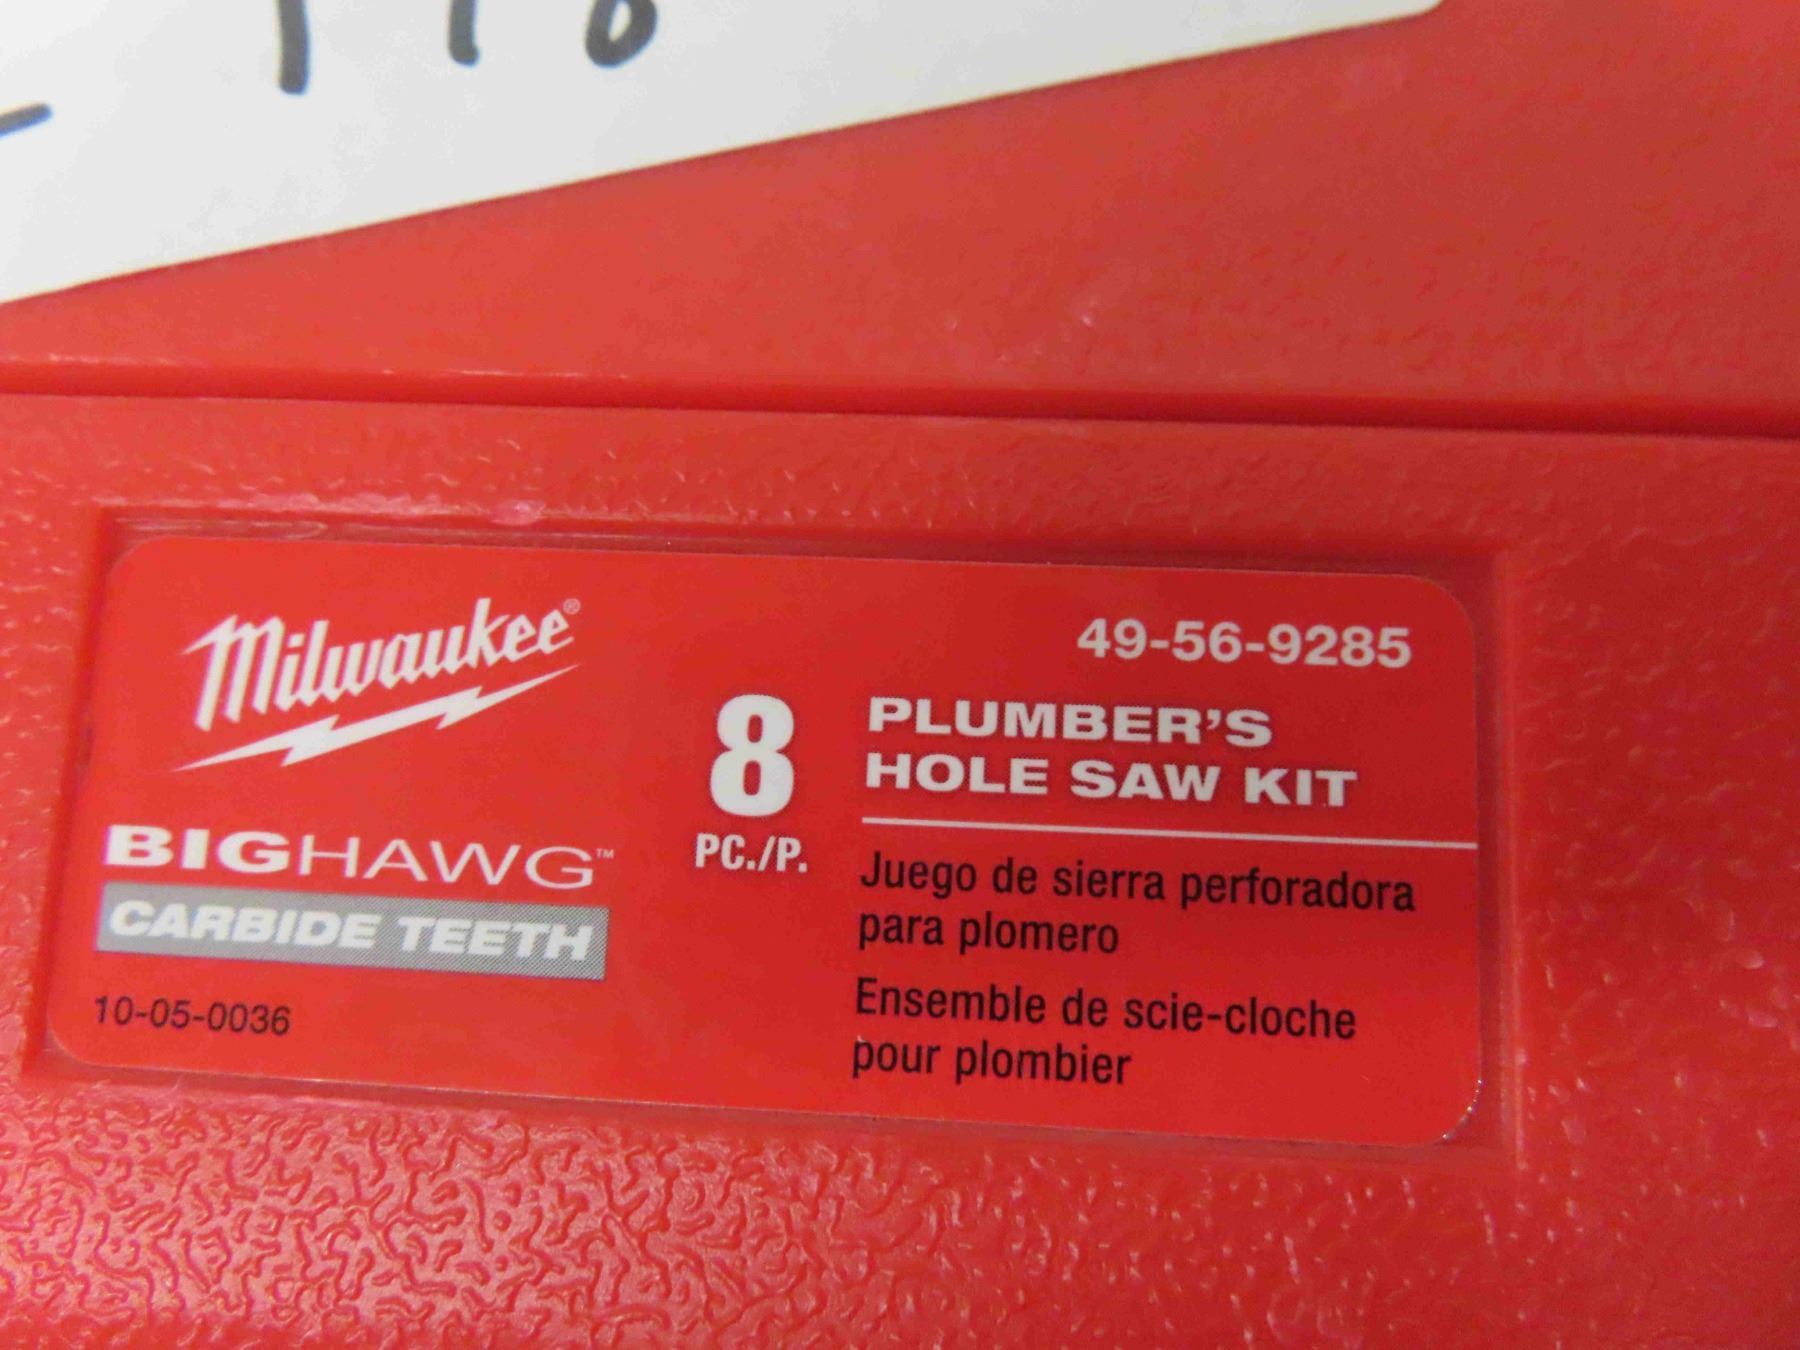 Milwaukee®
BIGHAWG™
CARBIDE TEETH
10-05-0036
8
PC./P.
49-56-9285
PLUMBER'S
HOLE SAW KIT
Juego de sierra perforadora
para plomero
Ensemble de scie-cloche
pour plombier